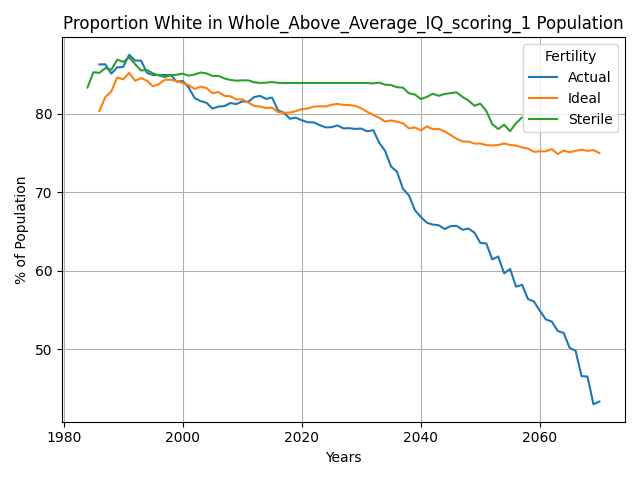 Proportion White in Whole_Above_Average_IQ_scoring_1 Population
Fertility
Actual
Ideal
Sterile
% of Population
80
70
60
50
1980
2000
2020
2040
2060
Years